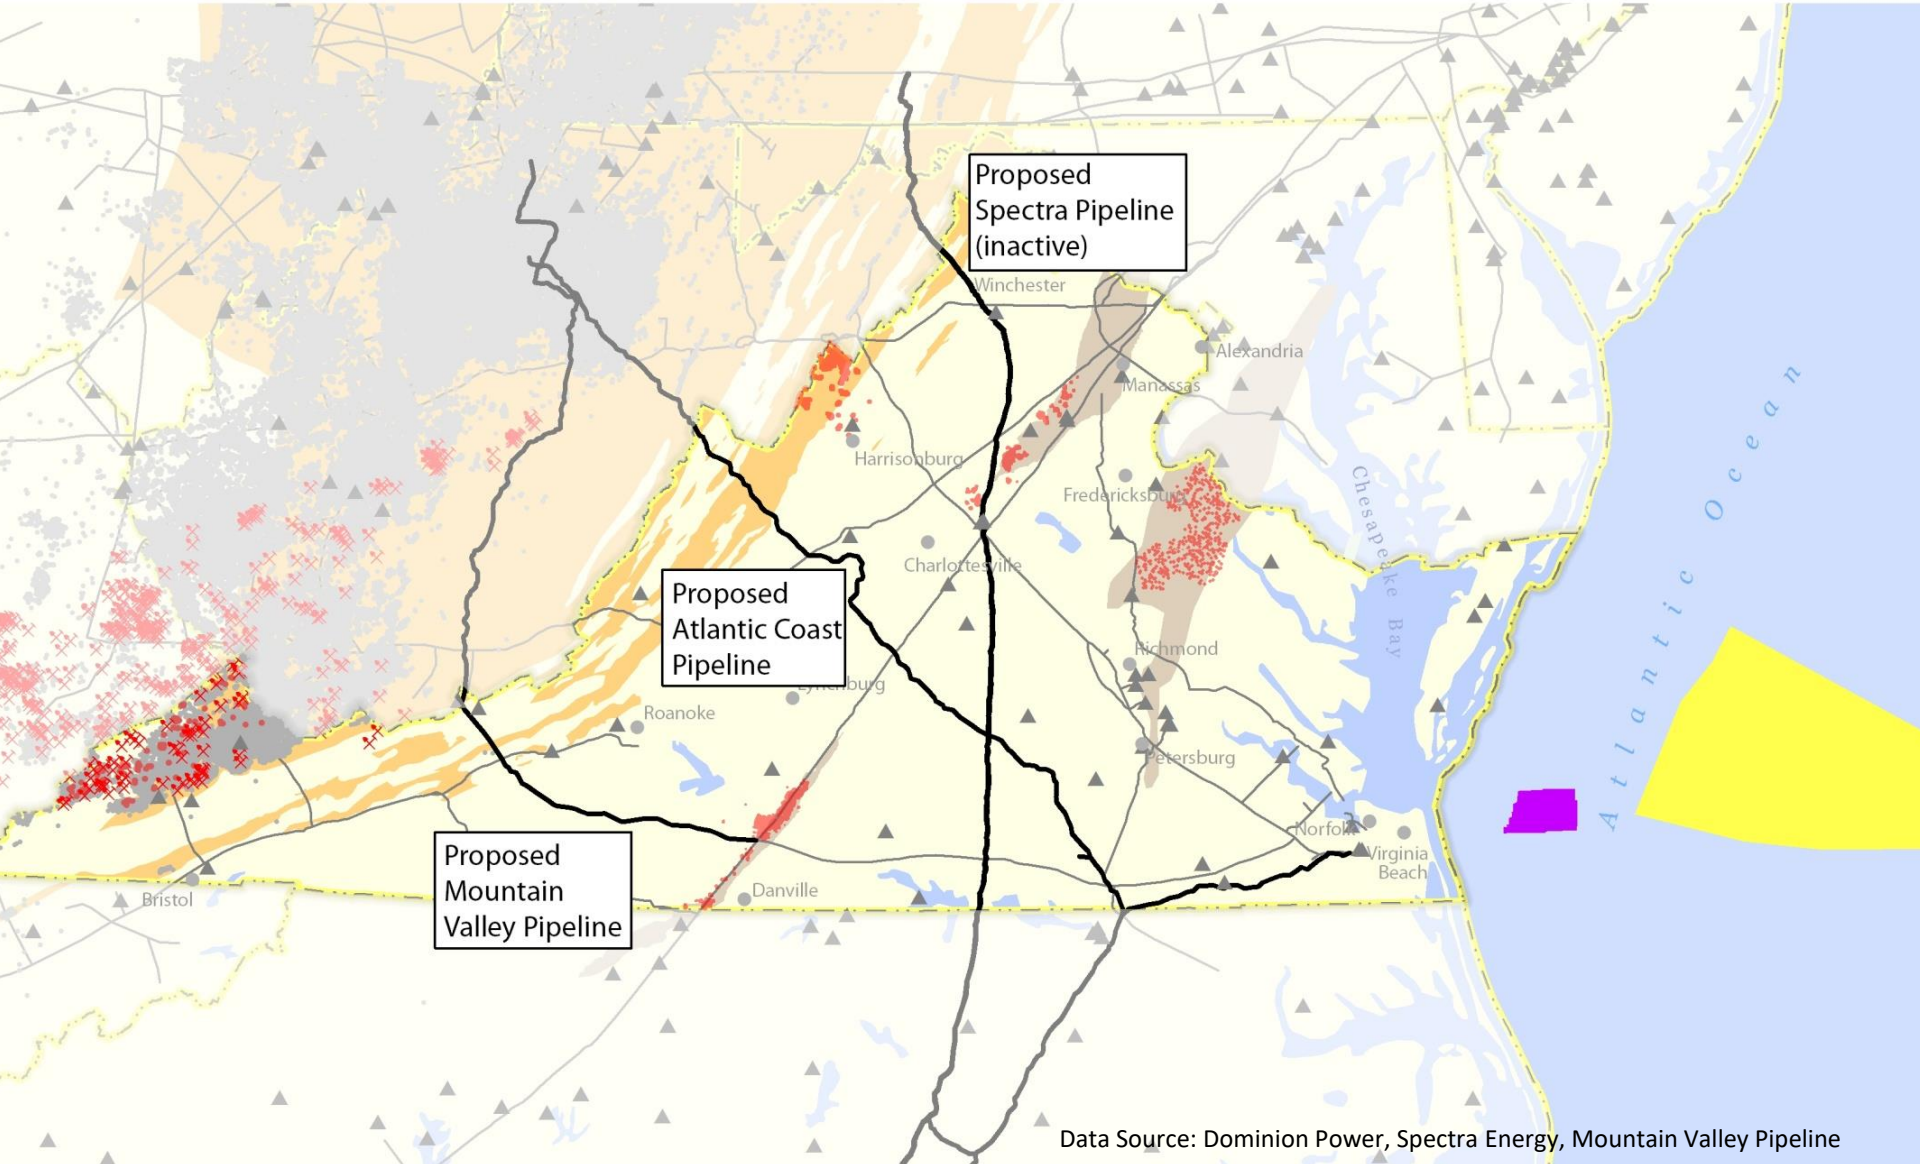 Proposed
Spectra Pipeline
(inactive)
Winchester
Alexandria
Manassas
Harrisonburg
Fredericksburg
Charlottesville
Chesapeake Bay
Atlantic Ocean
Proposed
Atlantic Coast
Pipeline
Lynchburg
Richmond
Roanoke
Petersburg
Norfolk
Virginia
Beach
Proposed
Mountain
Valley Pipeline
Danville
Bristol
Data Source: Dominion Power, Spectra Energy, Mountain Valley Pipeline